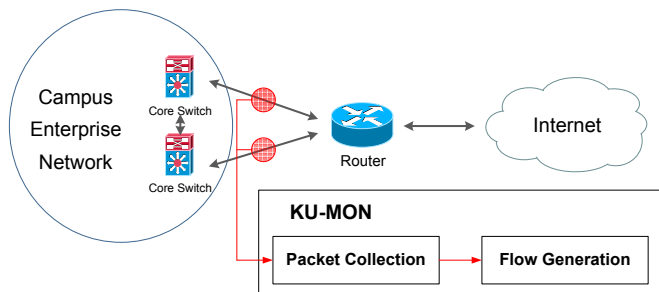 Campus
Enterprise
Network
Core Switch
Core Switch
Router
Internet
KU-MON
Packet Collection
Flow Generation